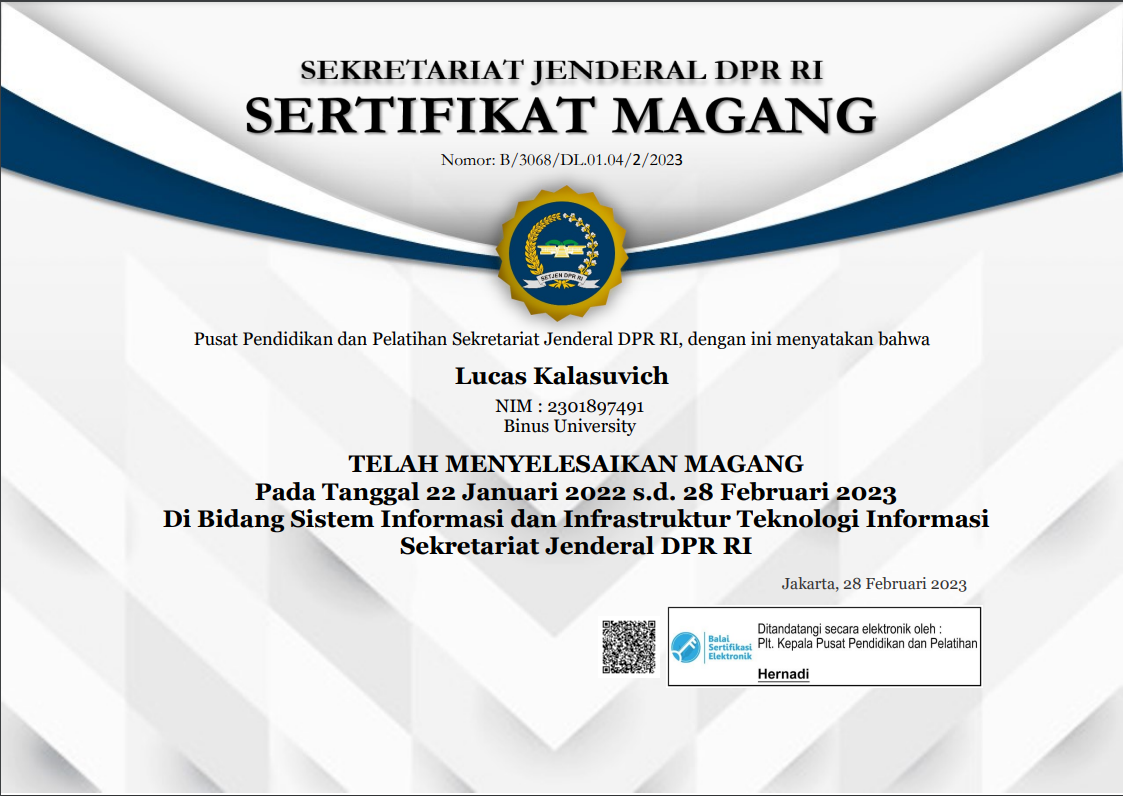 SEKRETARIAT JENDERAL DPR RI
SERTIFIKAT MAGANG
Nomor: B/3068/DL.01.04/2/2023
SETJEN DPR RI
Pusat Pendidikan dan Pelatihan Sekretariat Jenderal DPR RI, dengan ini menyatakan bahwa
Lucas Kalasuvich
NIM : 2301897491
Binus University
TELAH MENYELESAIKAN MAGANG
Pada Tanggal 22 Januari 2022 s.d. 28 Februari 2023
Di Bidang Sistem Informasi dan Infrastruktur Teknologi Informasi
Sekretariat Jenderal DPR RI
Jakarta, 28 Februari 2023
Balai
Sertifikasi
Elektronik
Ditandatangi secara elektronik oleh :
Plt. Kepala Pusat Pendidikan dan Pelatihan
Hernadi